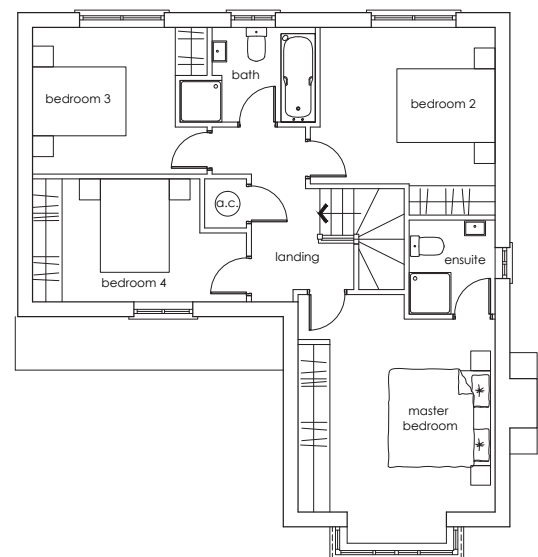 bath
bedroom 3
bedroom 2
a.c.
landing
ensuite
bedroom 4
master
bedroom